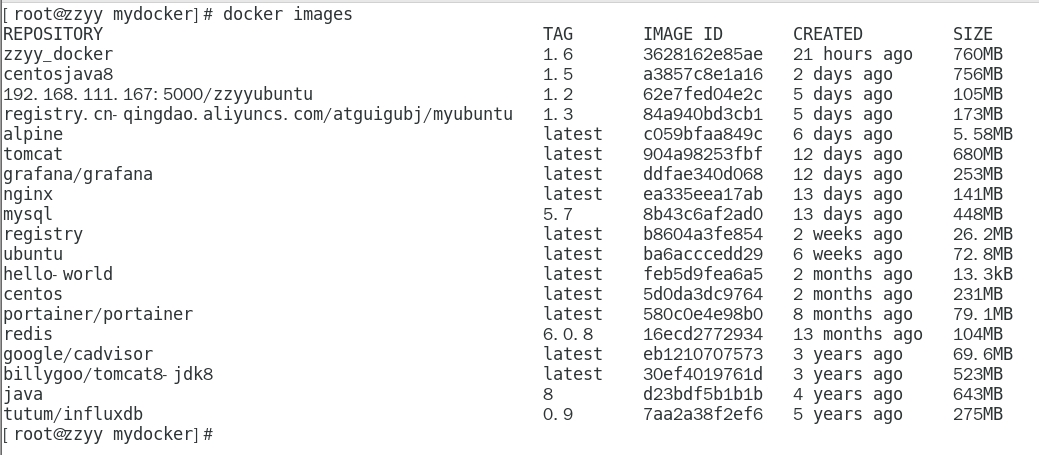 [root@zzyy mydocker]# docker images
REPOSITORY TAG IMAGE ID CREATED SIZE
zzyy_docker 1.6 3628162e85ae 21 hours ago 760MB
centosjava8 1.5 a3857c8e1a16 2 days ago 756MB
192.168.111.167:5000/zzyyubuntu 1.2 62e7fed04e2c 5 days ago 105MB
registry.cn-qingdao.aliyuncs.com/atguigubj/myubuntu 1.3 84a940bd3cb1 5 days ago 173MB
alpine latest c059bfaa849c 6 days ago 5.58MB
tomcat latest 904a98253fbf 12 days ago 680MB
grafana/grafana latest ddfae340d068 12 days ago 253MB
nginx latest ea335eea17ab 13 days ago 141MB
mysql 5.7 8b43c6af2ad0 13 days ago 448MB
registry latest b8604a3fe854 2 weeks ago 26.2MB
ubuntu latest ba6acccedd29 6 weeks ago 72.8MB
hello-world latest feb5d9fea6a5 2 months ago 13.3kB
centos latest 5d0da3dc9764 2 months ago 231MB
portainer/portainer latest 580c0e4e98b0 8 months ago 79.1MB
redis 6.0.8 16ecd2772934 13 months ago 104MB
google/cadvisor latest eb1210707573 3 years ago 69.6MB
billygoo/tomcat8-jdk8 latest 30ef4019761d 3 years ago 523MB
java 8 d23bdf5b1b1b 4 years ago 643MB
tutum/influxdb 0.9 7aa2a38f2ef6 5 years ago 275MB
[root@zzyy mydocker]#